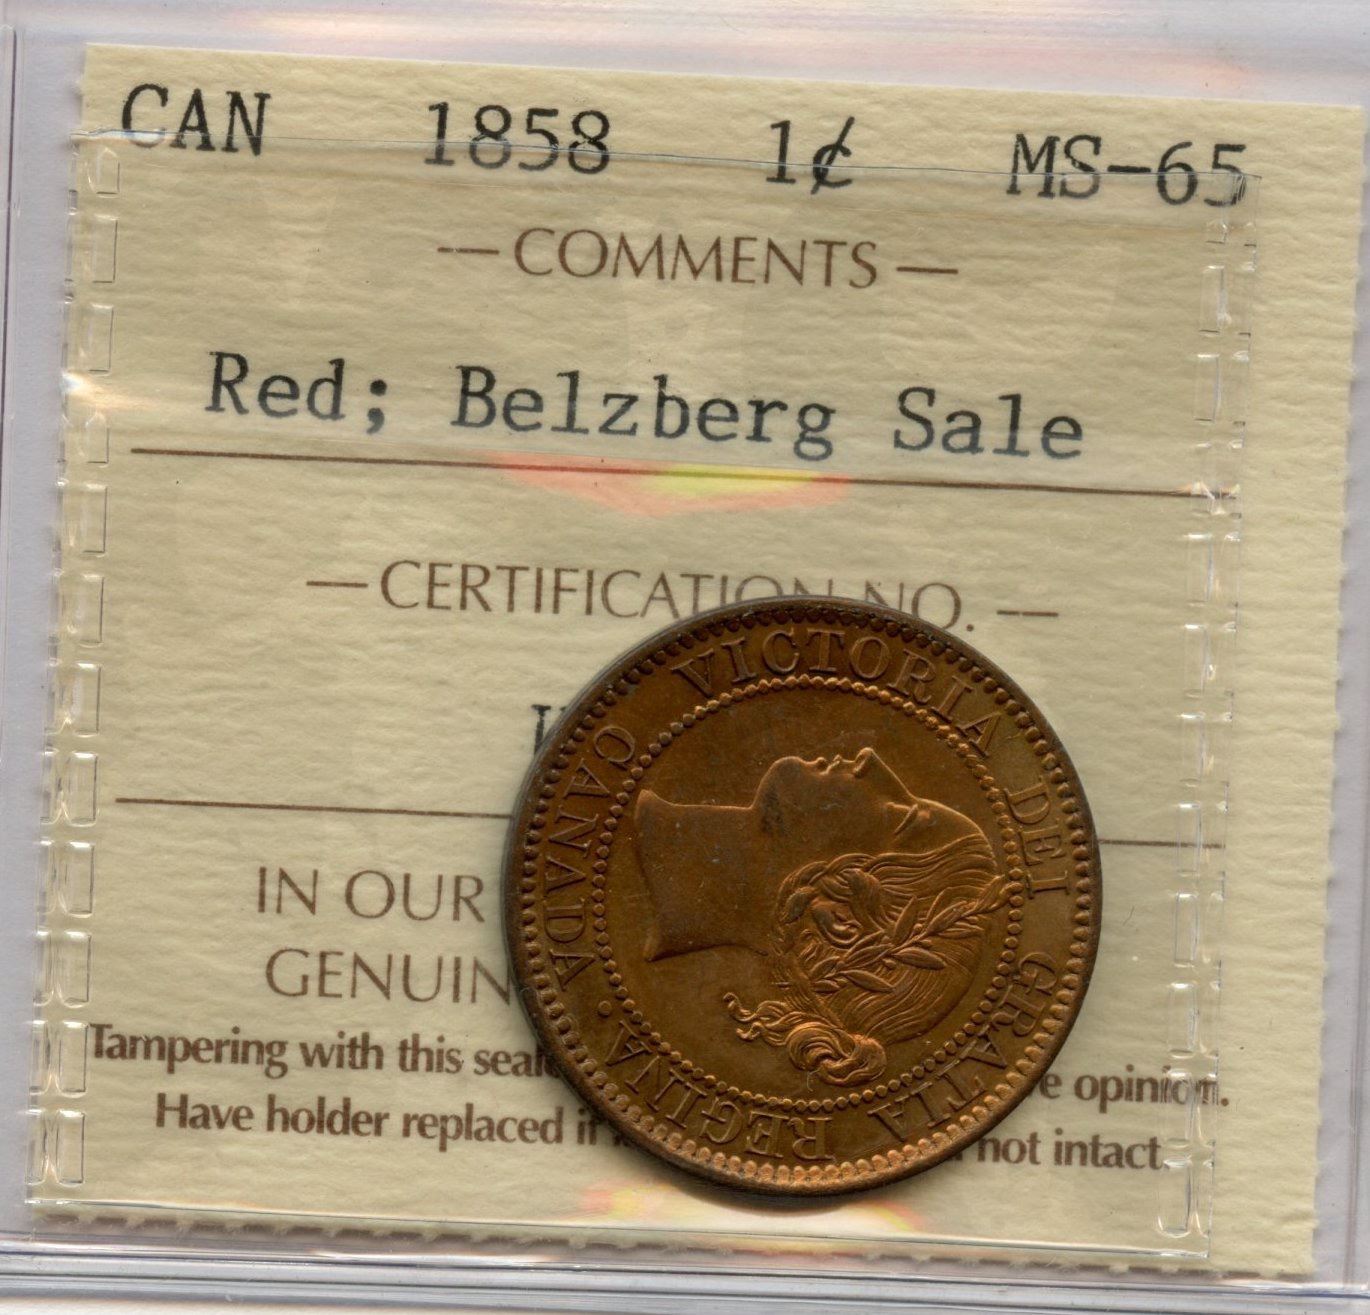 CAN 1858 1¢ MS-65
— COMMENTS —
Red; Belzberg Sale
— CERTIFICATION NO. —
IN OUR
GENUIN
Tampering with this seal e opinion.
Have holder replaced if not intact.
VICTORIA DEI GRATIA REGINA.
CANADA